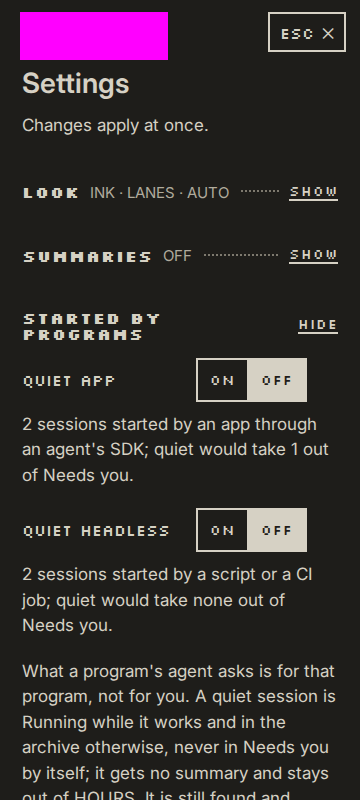 ESC ×
Settings
Changes apply at once.
LOOK INK · LANES · AUTO SHOW
SUMMARIES OFF SHOW
STARTED BY
PROGRAMS HIDE
QUIET APP ON OFF
2 sessions started by an app through
an agent's SDK; quiet would take 1 out
of Needs you.
QUIET HEADLESS ON OFF
2 sessions started by a script or a CI
job; quiet would take none out of
Needs you.
What a program's agent asks is for that
program, not for you. A quiet session is
Running while it works and in the
archive otherwise, never in Needs you
by itself; it gets no summary and stays
out of HOURS. It is still found and